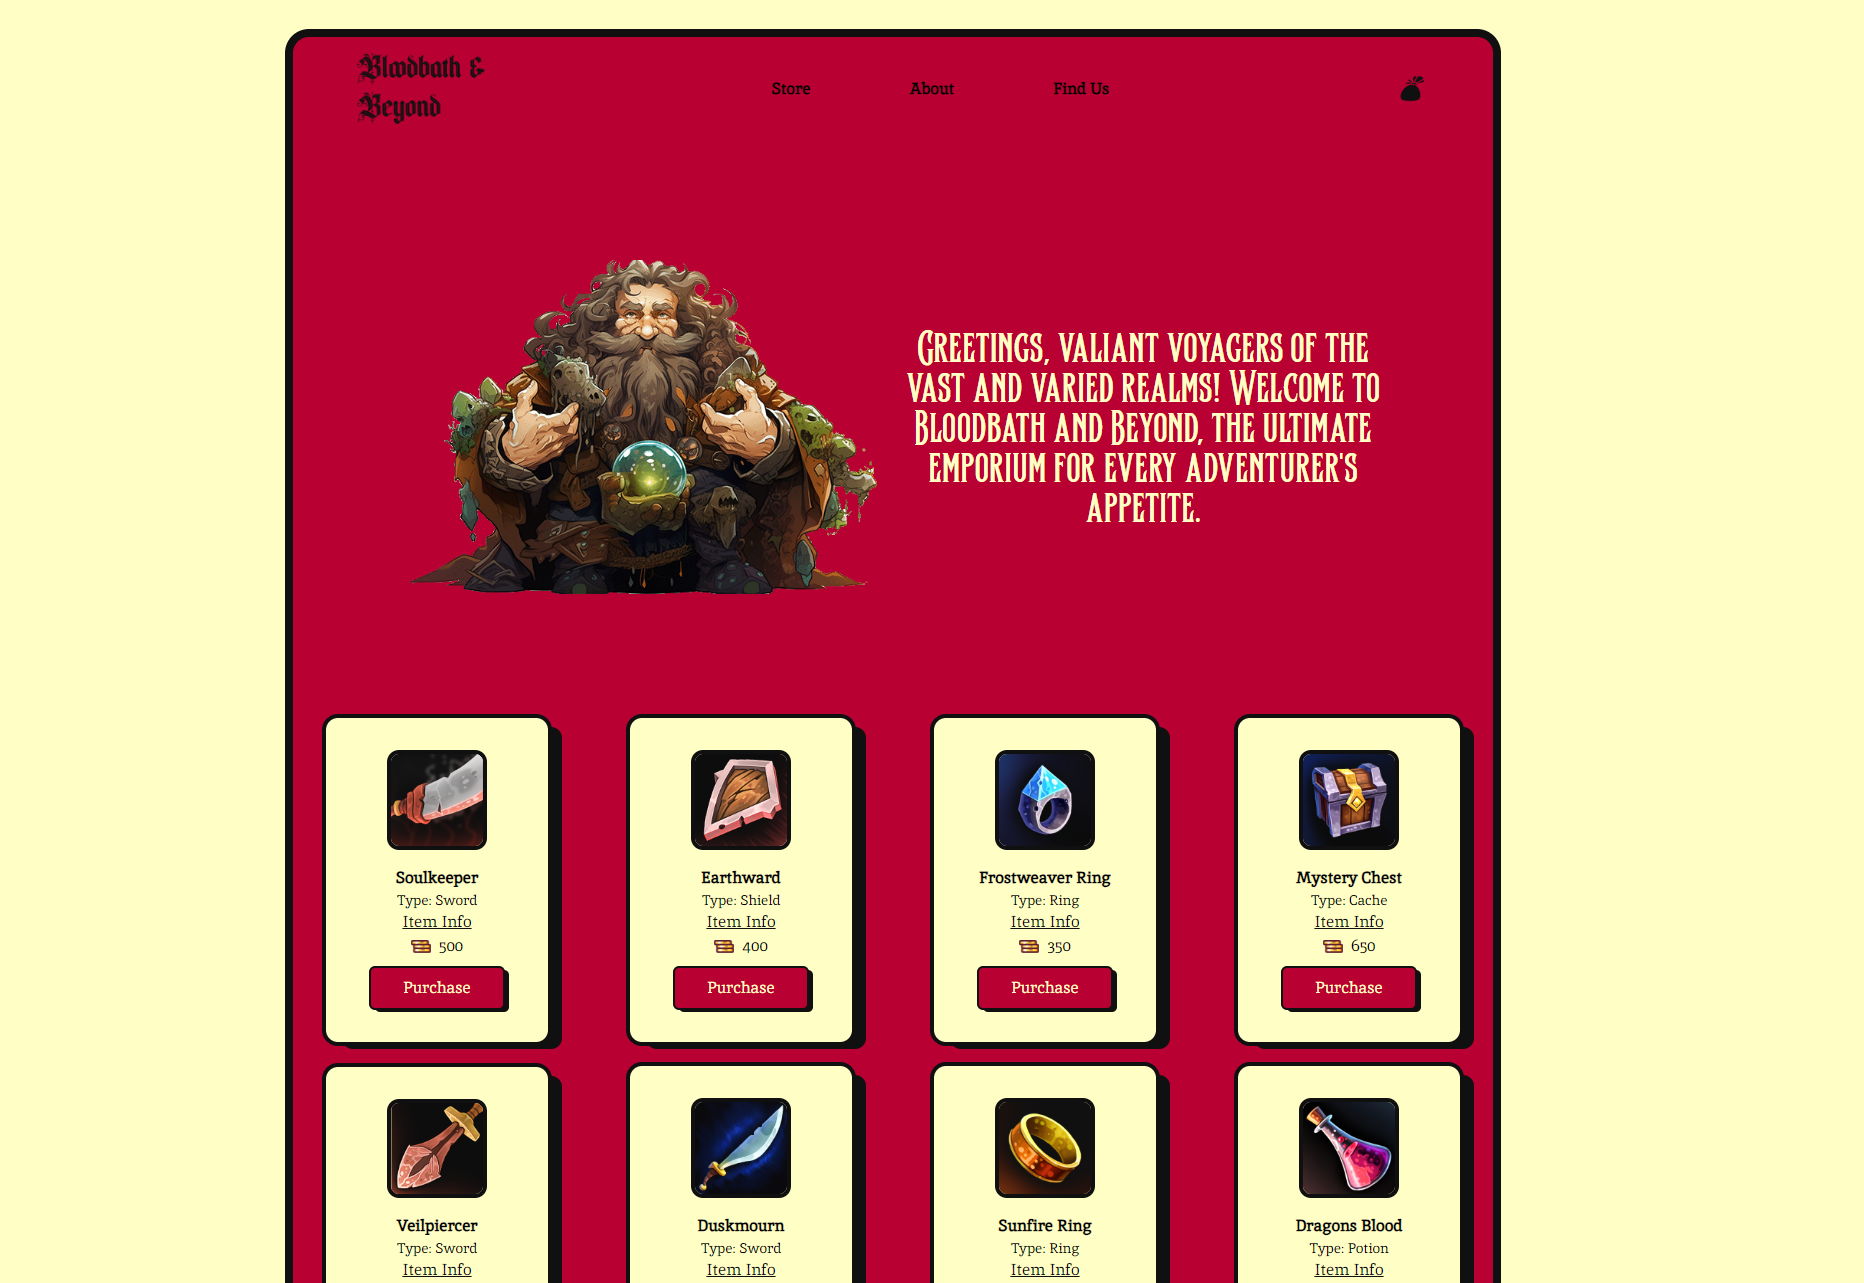 Bloodbath &
Beyond
Store About Find Us
Greetings, valiant voyagers of the
vast and varied realms! Welcome to
Bloodbath and Beyond, the ultimate
emporium for every adventurer's
appetite.
Soulkeeper
Type: Sword
Item Info
500
Purchase
Earthward
Type: Shield
Item Info
400
Purchase
Frostweaver Ring
Type: Ring
Item Info
350
Purchase
Mystery Chest
Type: Cache
Item Info
650
Purchase
Veilpiercer
Type: Sword
Item Info
Duskmourn
Type: Sword
Item Info
Sunfire Ring
Type: Ring
Item Info
Dragons Blood
Type: Potion
Item Info